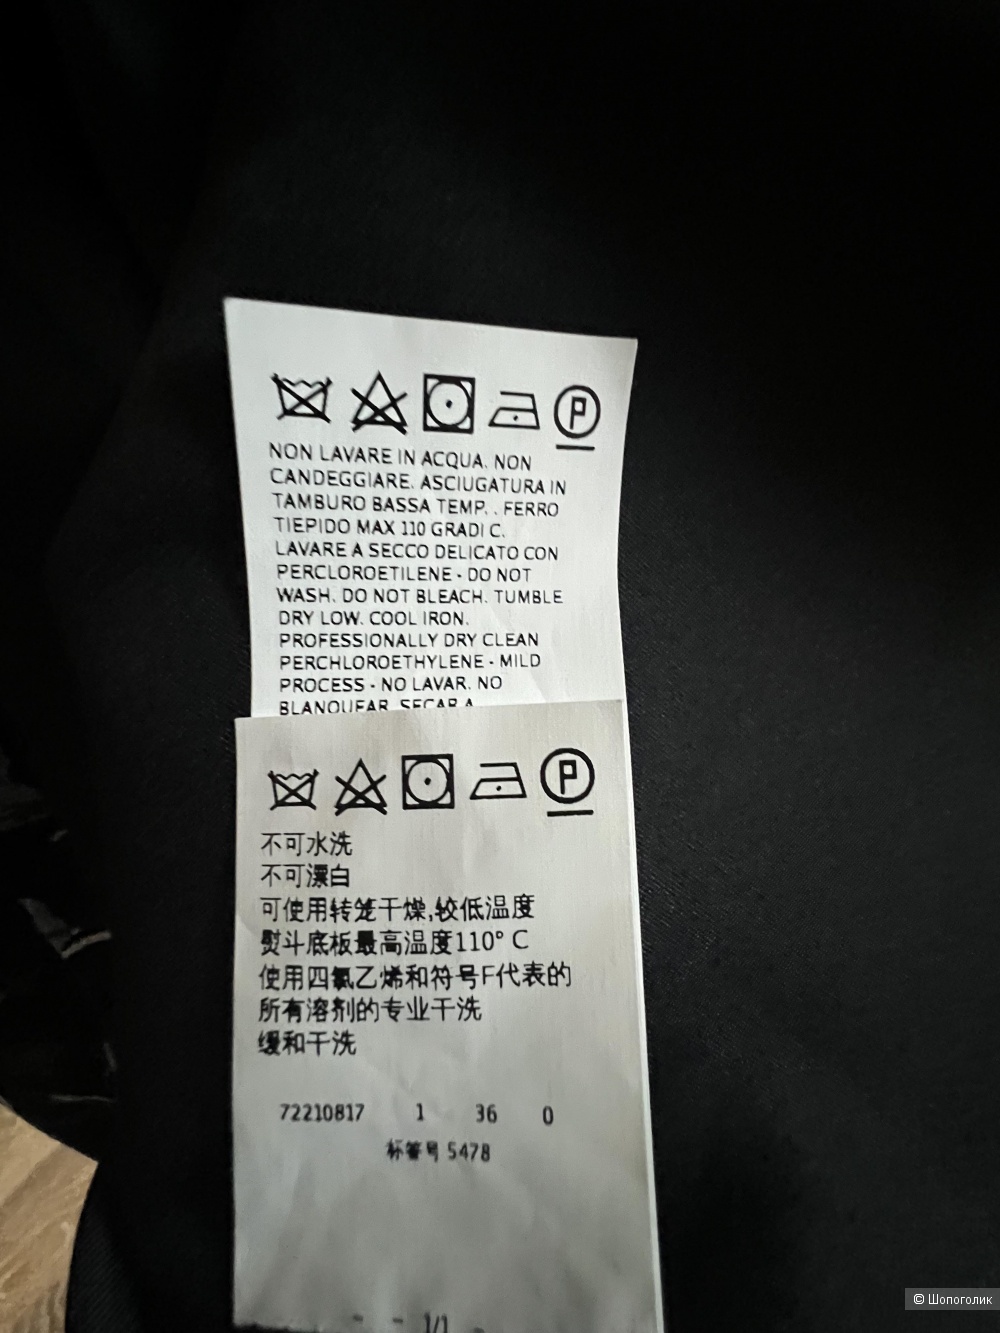 NON LAVARE IN ACQUA. NON
CANDEGGIARE. ASCIUGATURA IN
TAMBURO BASSA TEMP. . FERRO
TIEPIDO MAX 110 GRADI C.
LAVARE A SECCO DELICATO CON
PERCLOROETILENE - DO NOT
WASH. DO NOT BLEACH. TUMBLE
DRY LOW. COOL IRON.
PROFESSIONALLY DRY CLEAN
PERCHLOROETHYLENE - MILD
PROCESS - NO LAVAR. NO
BLANQUEAR. SECAR A
P
P
不可水洗
不可漂白
可使用转笼干燥,较低温度
熨斗底板最高温度110° C
使用四氯乙烯和符号F代表的
所有溶剂的专业干洗
缓和干洗
72210817 1 36 0
标签号 5478
- - 1/1 -
© Шопоголик